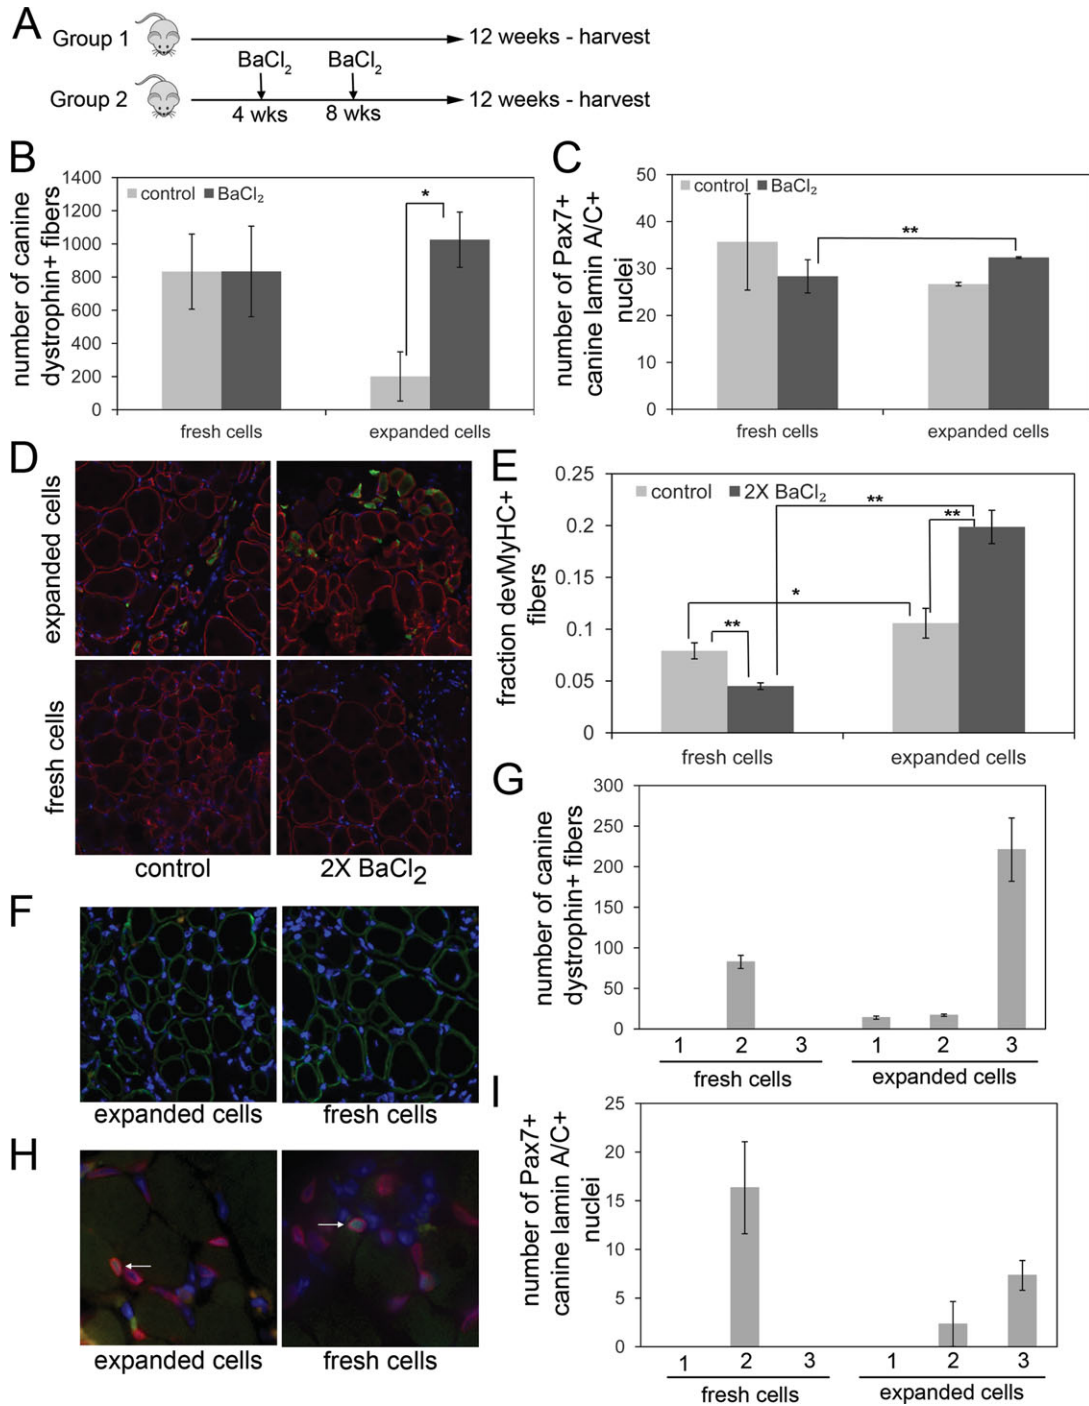 A
Group 1
12 weeks - harvest
BaCl2 BaCl2
Group 2
12 weeks - harvest
4 wks 8 wks
B
number of canine
dystrophin+ fibers
1400
1200
1000
800
600
400
200
0
control BaCl2
*
fresh cells expanded cells
C
number of Pax7+
canine lamin A/C+
nuclei
50
40
30
30
20
10
0
control BaCl2
**
fresh cells expanded cells
D
expanded cells
fresh cells
control 2X BaCl2
E
fraction devMyHC+
fibers
0.25
0.2
0.15
0.1
0.05
0
control 2X BaCl2
**
**
*
**
fresh cells expanded cells
F
expanded cells fresh cells
G
number of canine
dystrophin+ fibers
300
250
200
150
100
50
0
1 2 3 1 2 3
fresh cells expanded cells
H
expanded cells fresh cells
I
number of Pax7+
canine lamin A/C+
nuclei
25
20
15
10
5
0
1 2 3 1 2 3
fresh cells expanded cells